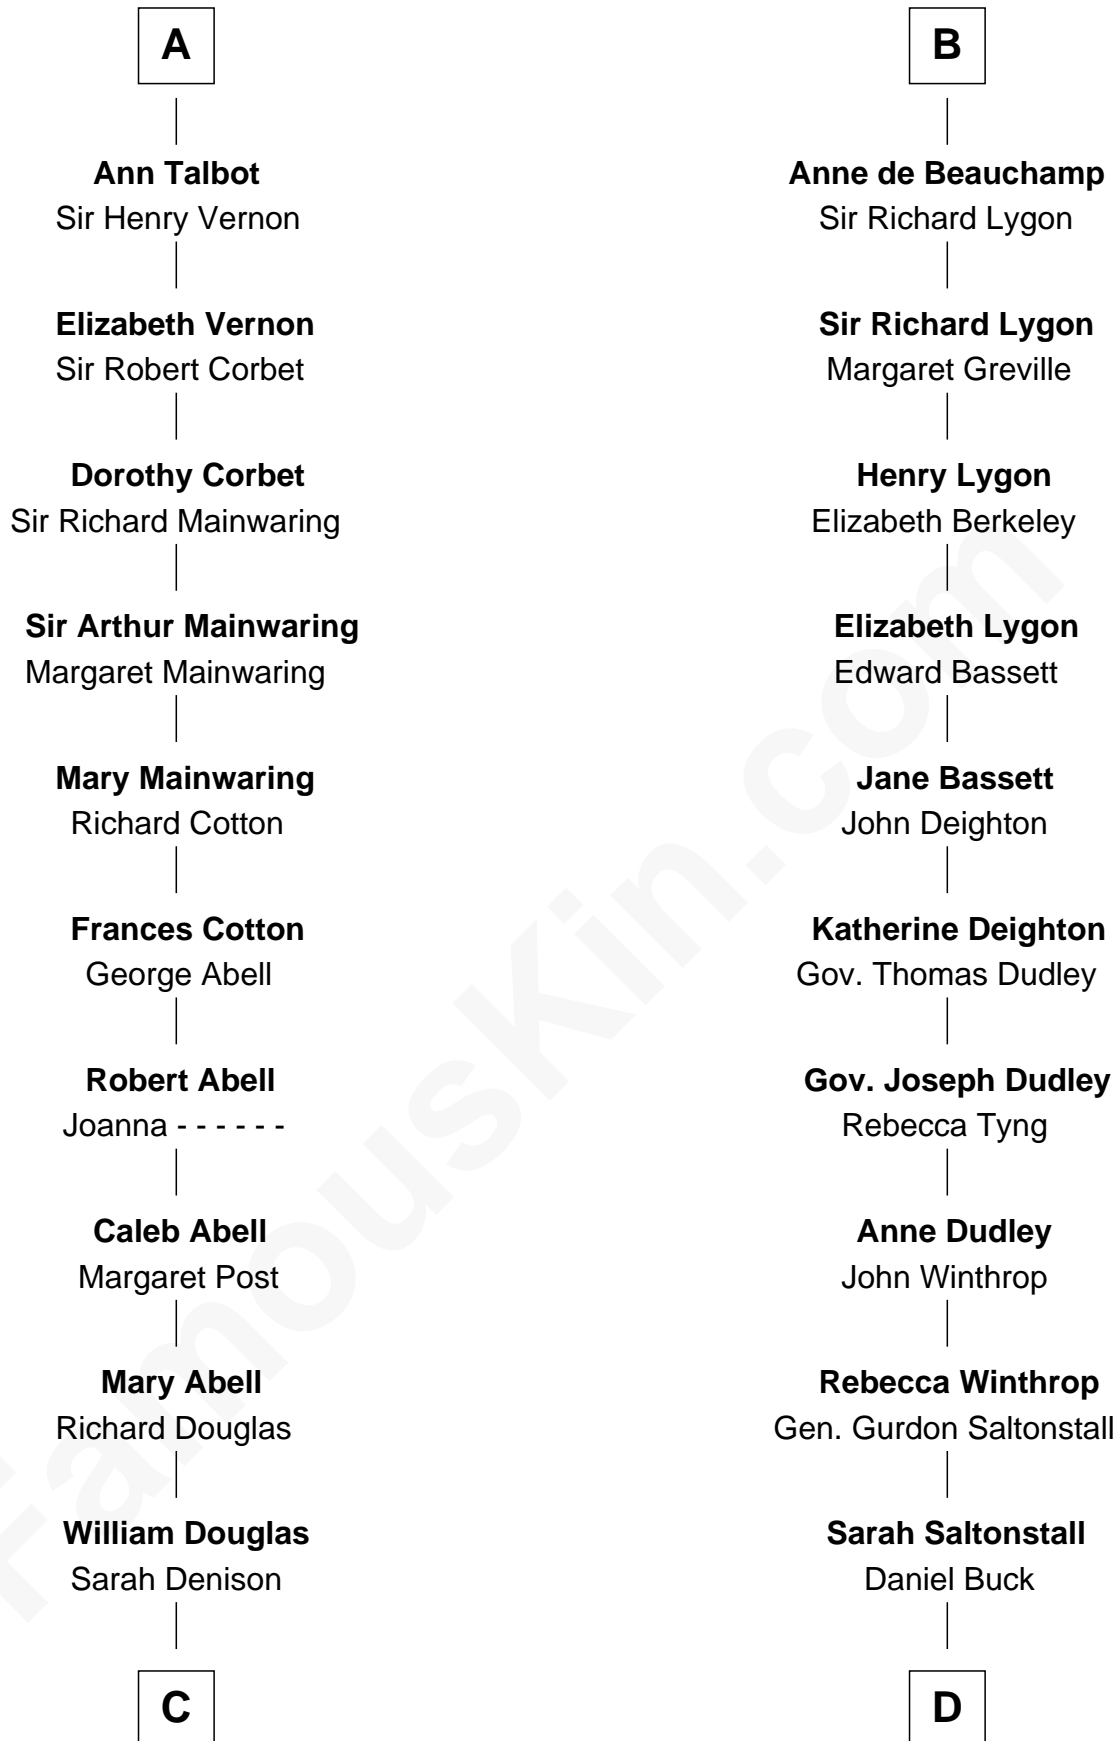 A
Ann Talbot
Sir Henry Vernon
Elizabeth Vernon
Sir Robert Corbet
Dorothy Corbet
Sir Richard Mainwaring
Sir Arthur Mainwaring
Margaret Mainwaring
Mary Mainwaring
Richard Cotton
Frances Cotton
George Abell
Robert Abell
Joanna - - - - - -
Caleb Abell
Margaret Post
Mary Abell
Richard Douglas
William Douglas
Sarah Denison
C
B
Anne de Beauchamp
Sir Richard Lygon
Sir Richard Lygon
Margaret Greville
Henry Lygon
Elizabeth Berkeley
Elizabeth Lygon
Edward Bassett
Jane Bassett
John Deighton
Katherine Deighton
Gov. Thomas Dudley
Gov. Joseph Dudley
Rebecca Tyng
Anne Dudley
John Winthrop
Rebecca Winthrop
Gen. Gurdon Saltonstall
Sarah Saltonstall
Daniel Buck
D
FamousKin.com